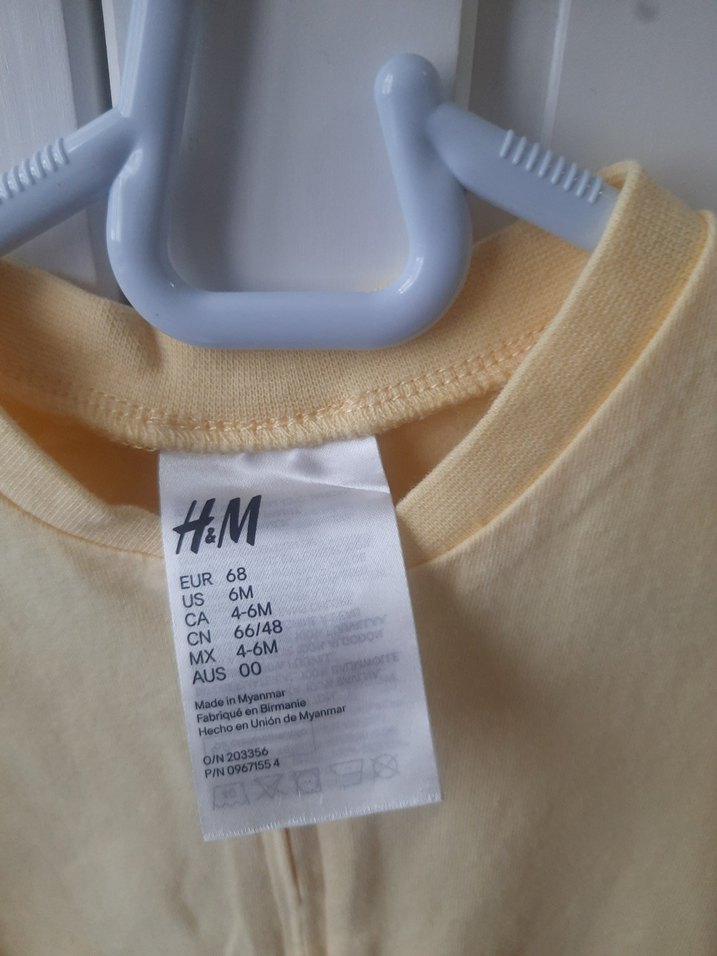 H&M
EUR 68
US 6M
CA 4-6M
CN 66/48
MX 4-6M
AUS 00
Made in Myanmar
Fabriqué en Birmanie
Hecho en Unión de Myanmar
O/N 203356
P/N 0967155 4